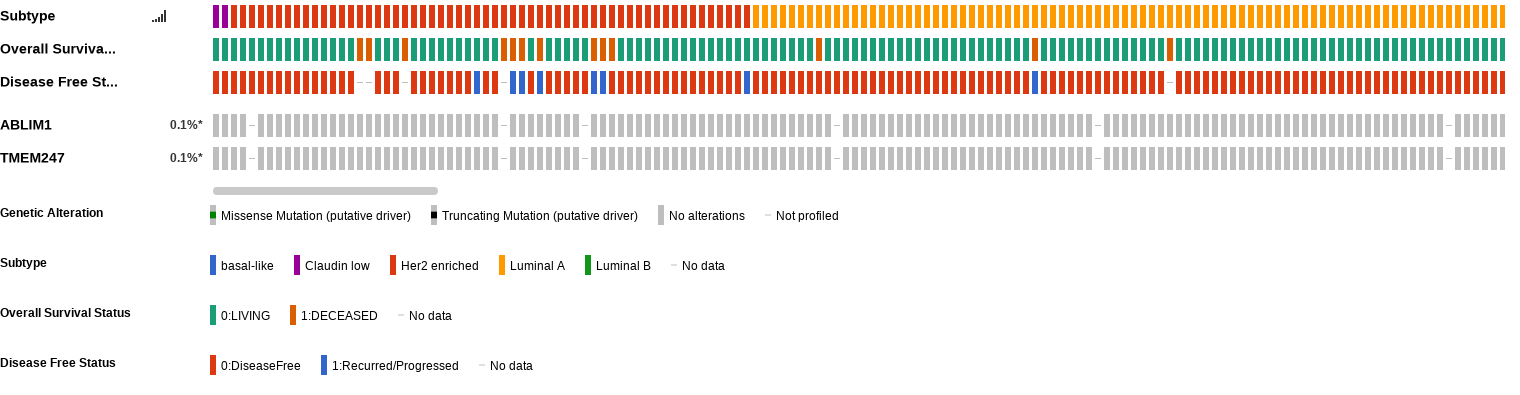 Subtype
Overall Surviva...
Disease Free St...
ABLIM1 0.1%*
TMEM247 0.1%*
Genetic Alteration Missense Mutation (putative driver) Truncating Mutation (putative driver) No alterations Not profiled
Subtype basal-like Claudin low Her2 enriched Luminal A Luminal B No data
Overall Survival Status 0:LIVING 1:DECEASED No data
Disease Free Status 0:DiseaseFree 1:Recurred/Progressed No data